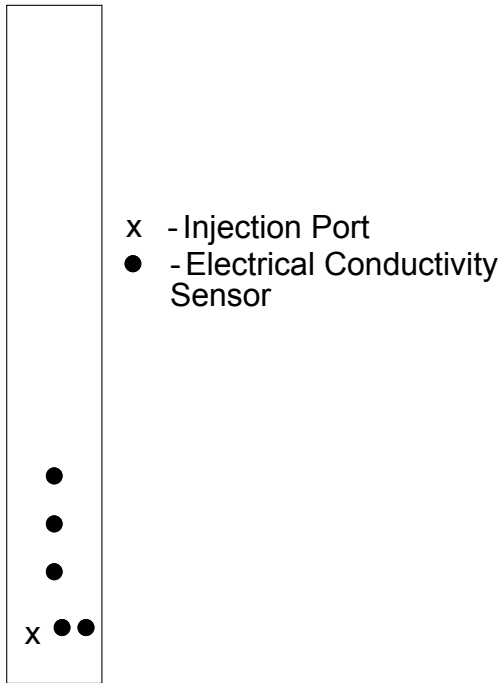 x - Injection Port
● - Electrical Conductivity
Sensor
x